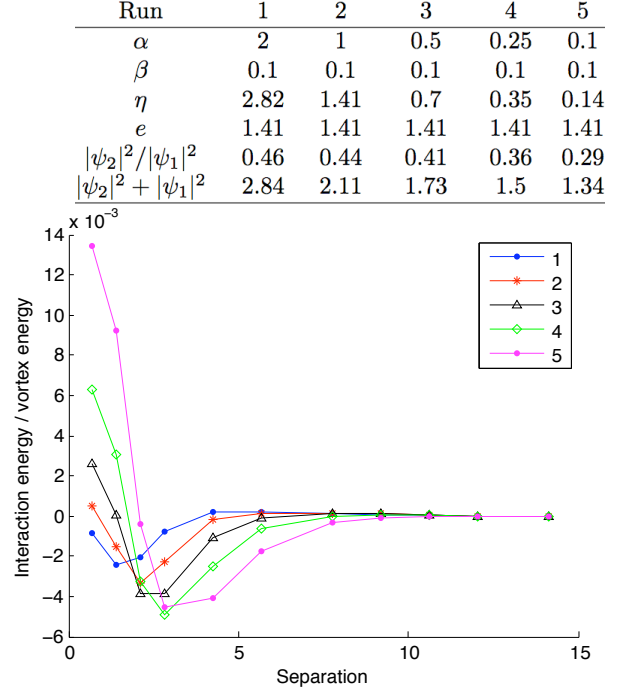 Run 1 2 3 4 5
α 2 1 0.5 0.25 0.1
β 0.1 0.1 0.1 0.1 0.1
η 2.82 1.41 0.7 0.35 0.14
e 1.41 1.41 1.41 1.41 1.41
|ψ₂|²/|ψ₁|² 0.46 0.44 0.41 0.36 0.29
|ψ₂|² + |ψ₁|² 2.84 2.11 1.73 1.5 1.34
x 10⁻³
14
12
10
8
6
4
2
0
−2
−4
−6
Interaction energy / vortex energy
1
2
3
4
5
0 5 10 15
Separation